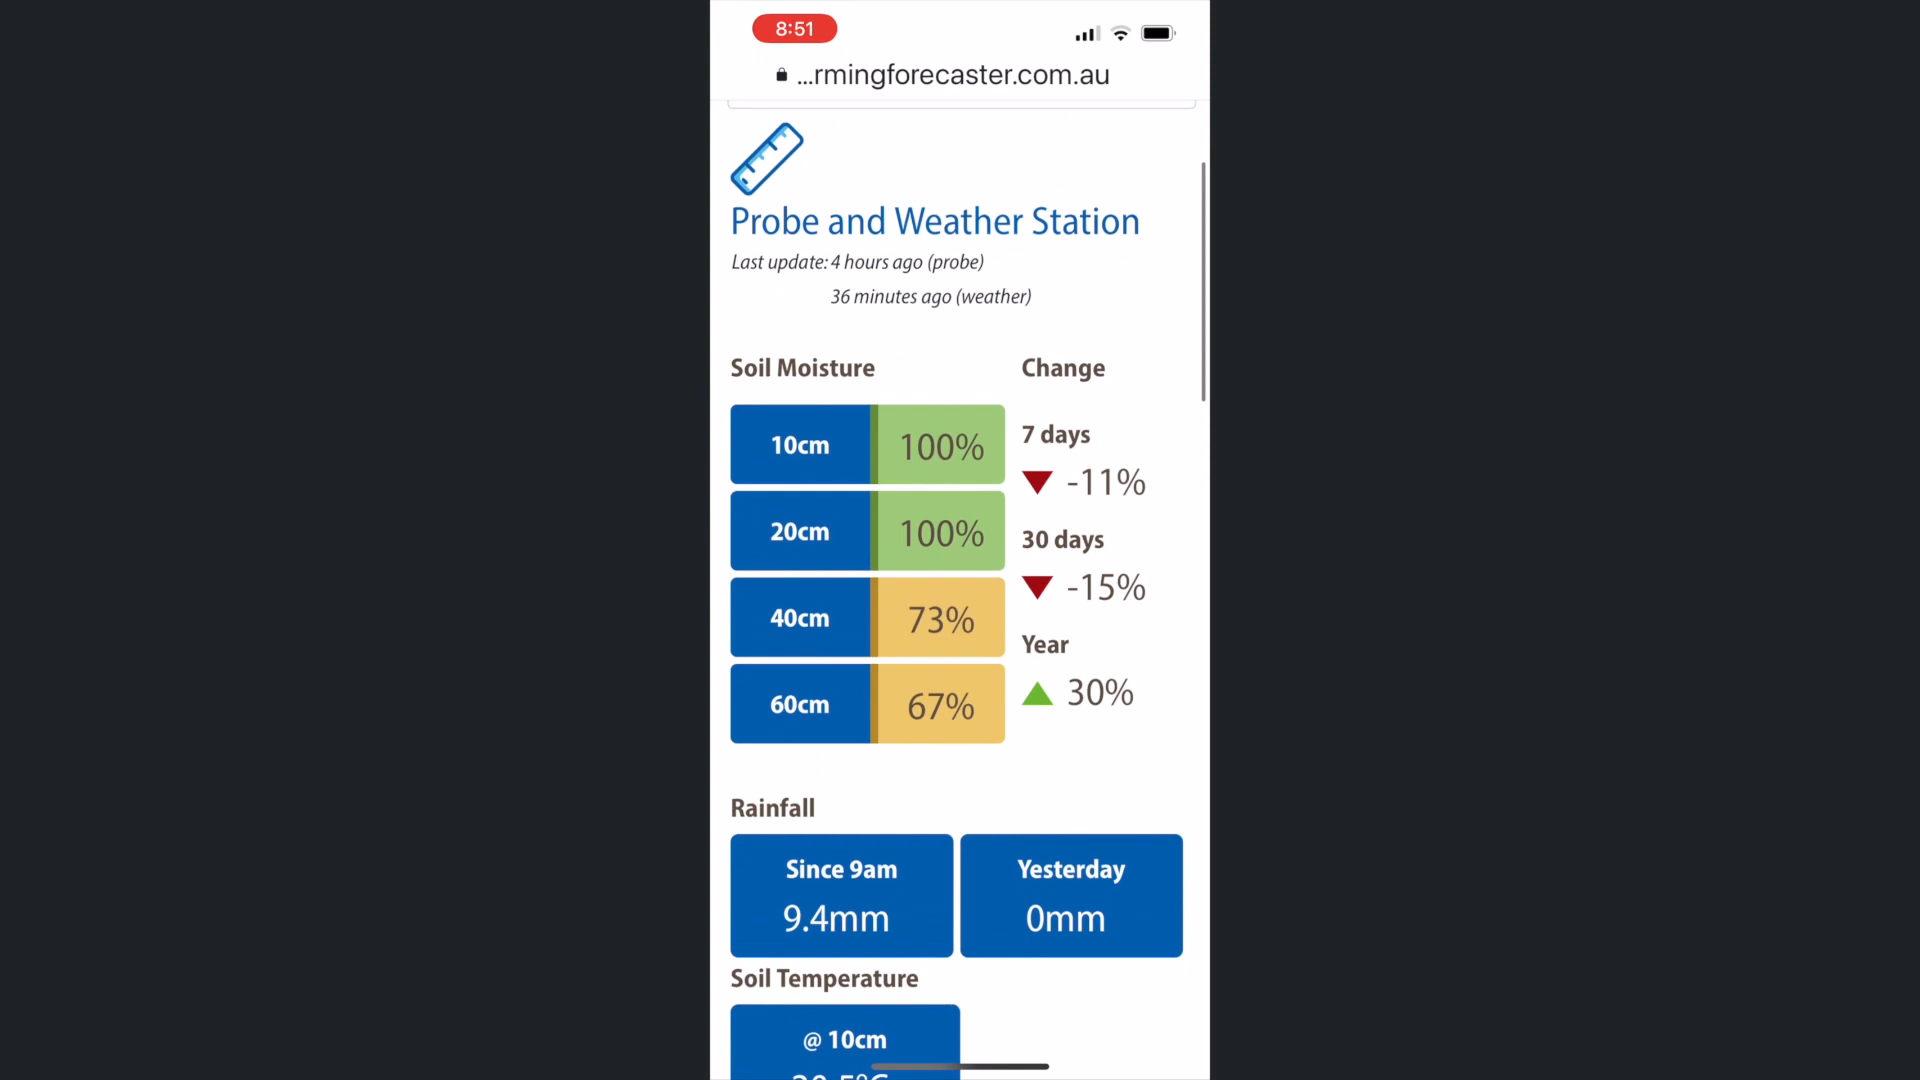 8:51
...rmingforecaster.com.au
Probe and Weather Station
Last update: 4 hours ago (probe)
36 minutes ago (weather)
Soil Moisture
Change
10cm 100%
20cm 100%
40cm 73%
60cm 67%
7 days
-11%
30 days
-15%
Year
30%
Rainfall
Since 9am
9.4mm
Yesterday
0mm
Soil Temperature
@ 10cm